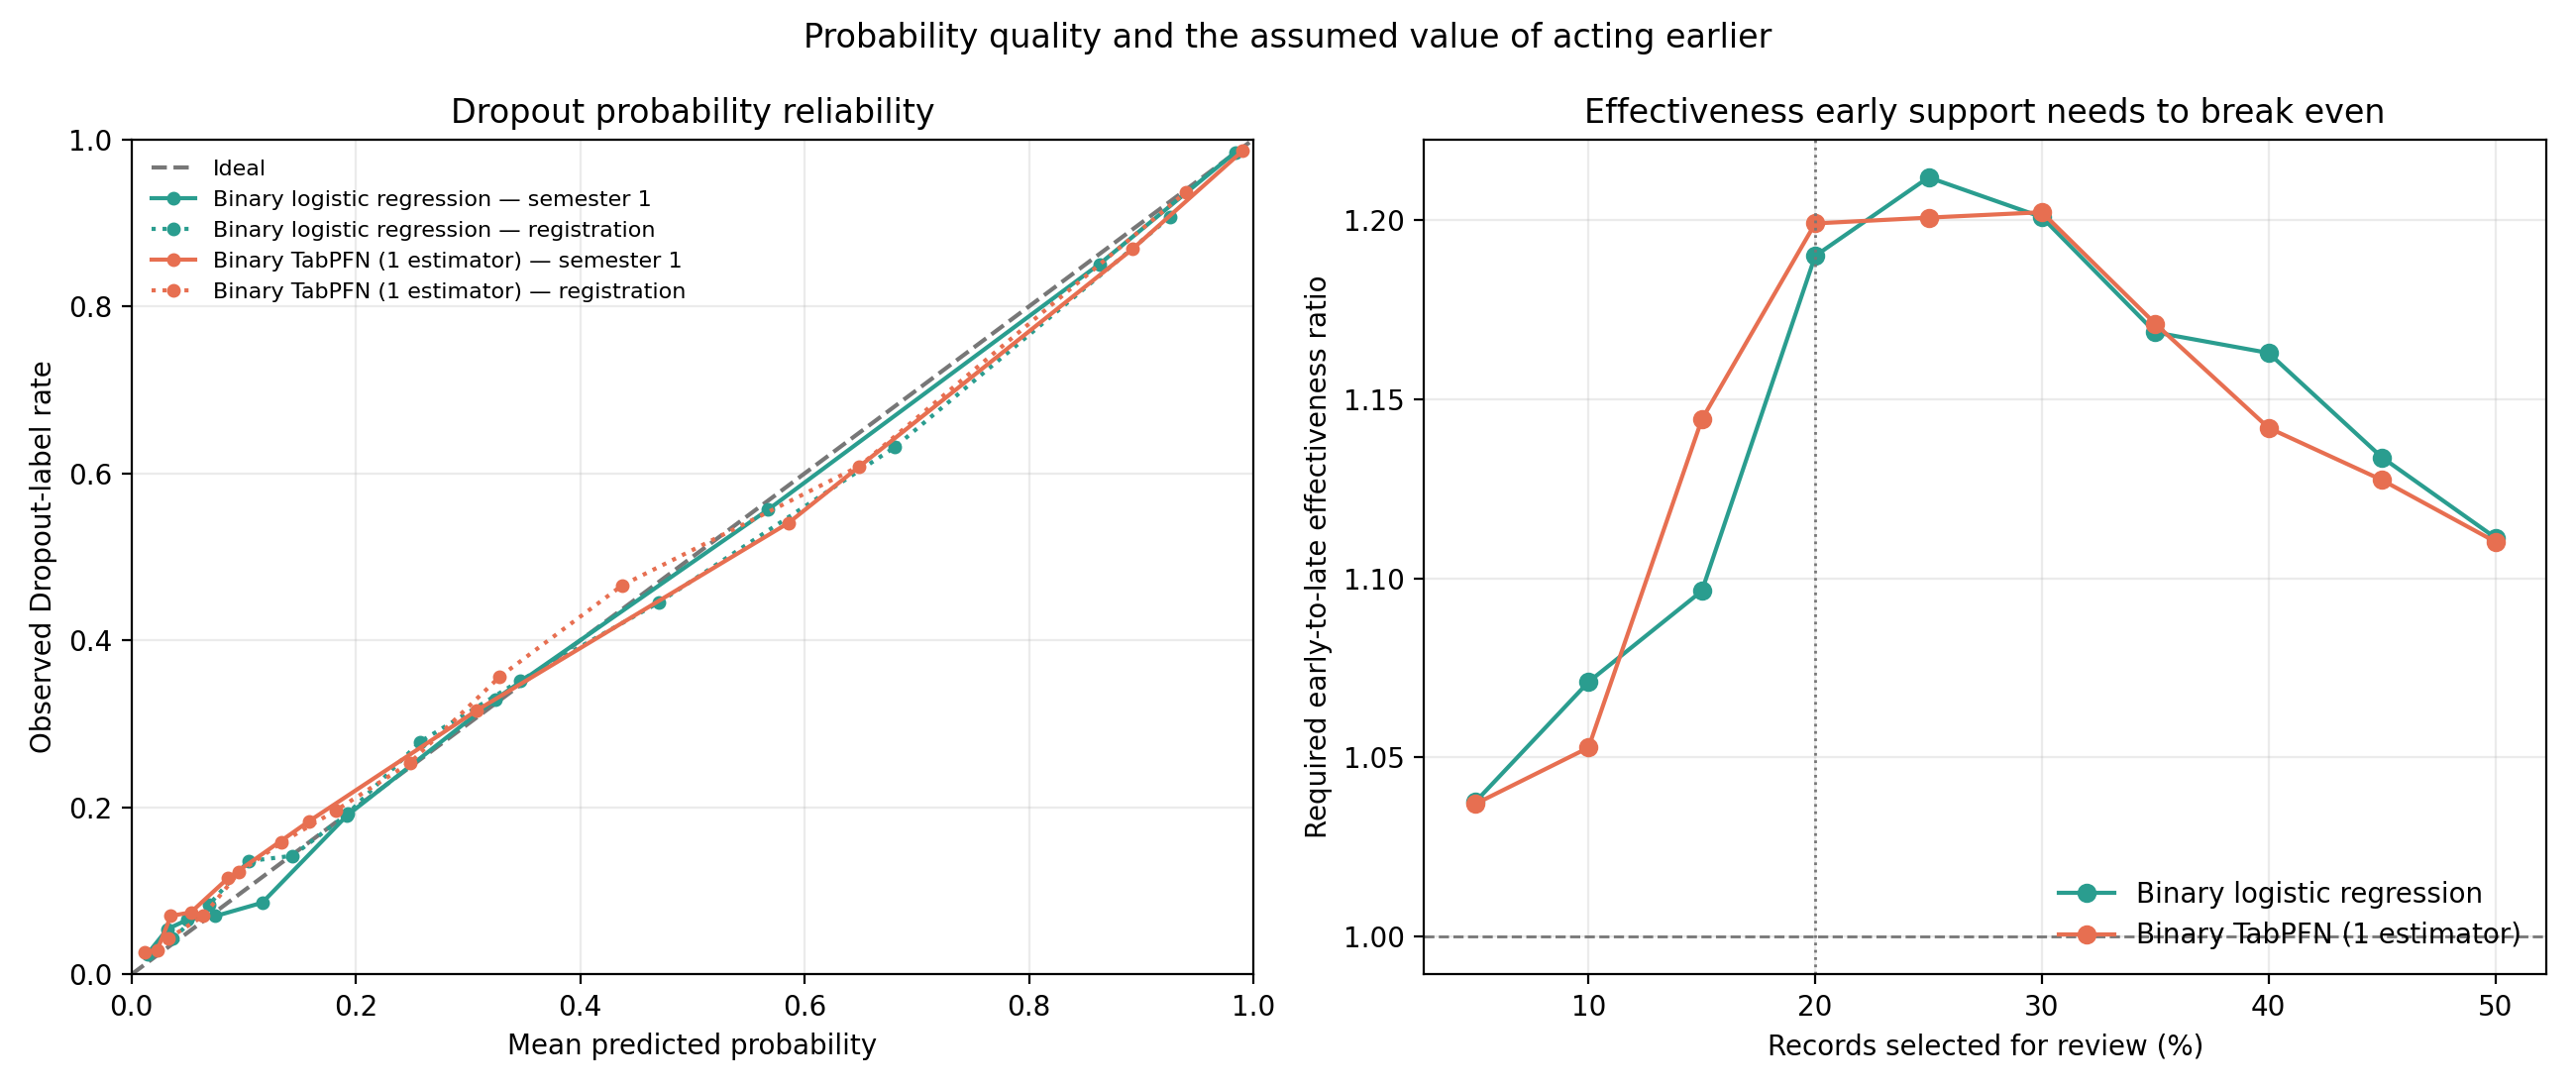 Probability quality and the assumed value of acting earlier
Dropout probability reliability
1.0
0.8
0.6
0.4
0.2
0.0
Observed Dropout-label rate
Ideal
Binary logistic regression — semester 1
Binary logistic regression — registration
Binary TabPFN (1 estimator) — semester 1
Binary TabPFN (1 estimator) — registration
0.0 0.2 0.4 0.6 0.8 1.0
Mean predicted probability
Effectiveness early support needs to break even
1.20
1.15
1.10
1.05
1.00
Required early-to-late effectiveness ratio
Binary logistic regression
Binary TabPFN (1 estimator)
10 20 30 40 50
Records selected for review (%)